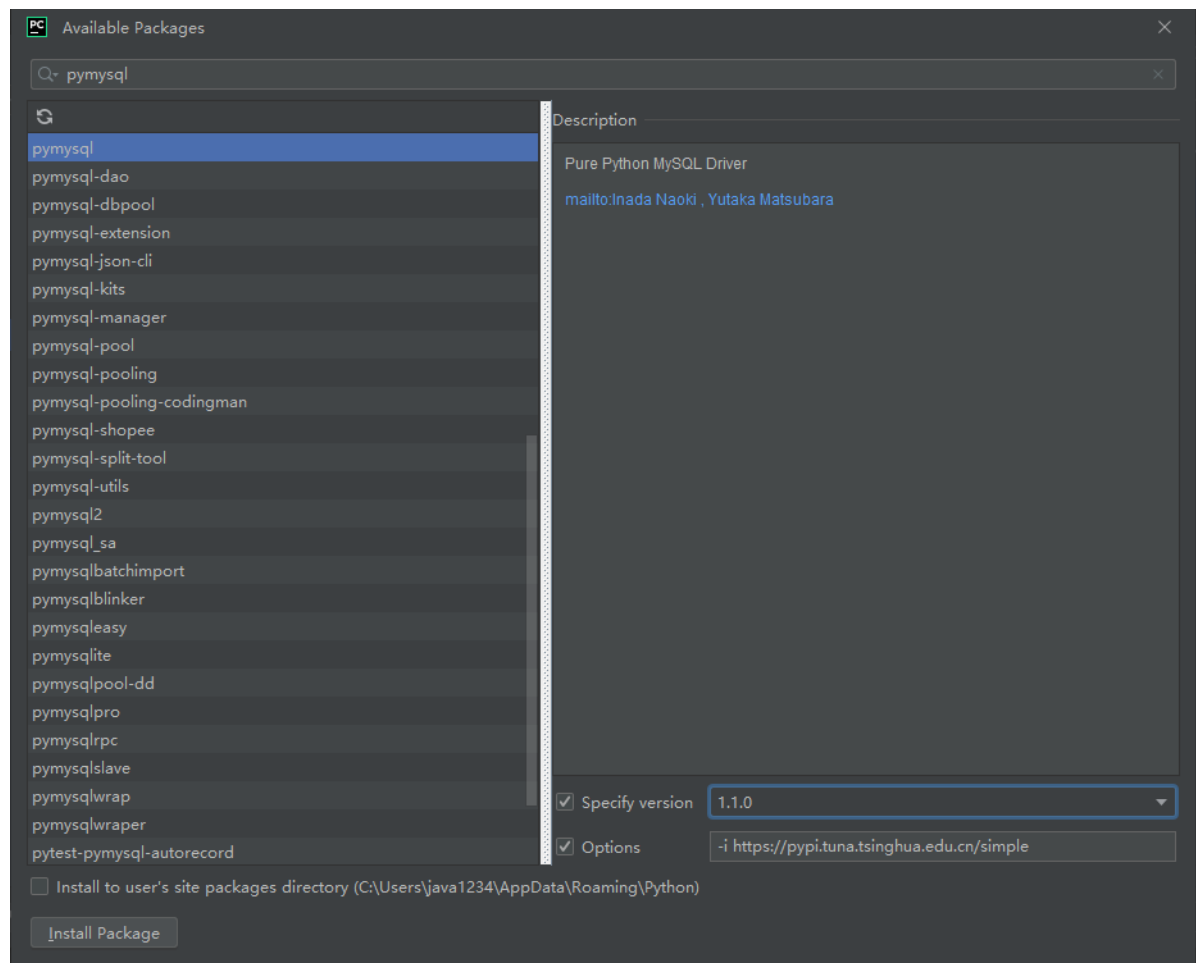 PC Available Packages
pymysql
Description
pymysql
Pure Python MySQL Driver
mailto:Inada Naoki , Yutaka Matsubara
pymysql-dao
pymysql-dbpool
pymysql-extension
pymysql-json-cli
pymysql-kits
pymysql-manager
pymysql-pool
pymysql-pooling
pymysql-pooling-codingman
pymysql-shopee
pymysql-split-tool
pymysql-utils
pymysql2
pymysql_sa
pymysqlbatchimport
pymysqlblinker
pymysqleasy
pymysqlite
pymysqlpool-dd
pymysqlpro
pymysqlrpc
pymysqlslave
pymysqlwrap
pymysqlwraper
pytest-pymysql-autorecord
Specify version 1.1.0
Options -i https://pypi.tuna.tsinghua.edu.cn/simple
Install to user's site packages directory (C:\Users\java1234\AppData\Roaming\Python)
Install Package